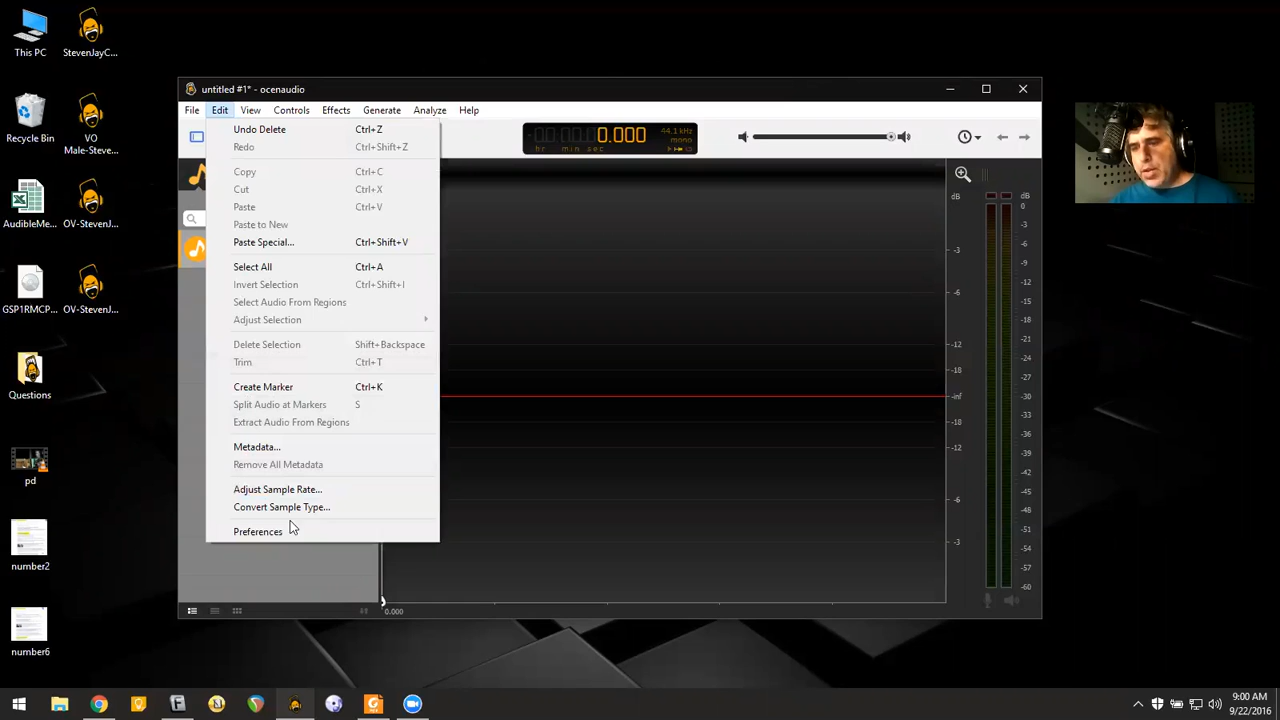 This PC
StevenJayC...
Recycle Bin
VO
Male-Steve...
AudibleMe...
OV-StevenJ...
GSP1RMCP...
OV-StevenJ...
Questions
pd
number2
number6
untitled #1* - ocenaudio
File Edit View Controls Effects Generate Analyze Help
Undo Delete Ctrl+Z
Redo Ctrl+Shift+Z
Copy Ctrl+C
Cut Ctrl+X
Paste Ctrl+V
Paste to New
Paste Special... Ctrl+Shift+V
Select All Ctrl+A
Invert Selection Ctrl+Shift+I
Select Audio From Regions
Adjust Selection
Delete Selection Shift+Backspace
Trim Ctrl+T
Create Marker Ctrl+K
Split Audio at Markers S
Extract Audio From Regions
Metadata...
Remove All Metadata
Adjust Sample Rate...
Convert Sample Type...
Preferences
0.000
hr min sec
44.1 kHz
mono
dB
-3
-6
-12
-18
-inf
-18
-12
-6
-3
dB dB
0
-3
-6
-9
-12
-15
-18
-21
-24
-27
-30
-33
-36
-39
-42
-45
-48
-51
-54
-57
-60
0.000
9:00 AM
9/22/2016